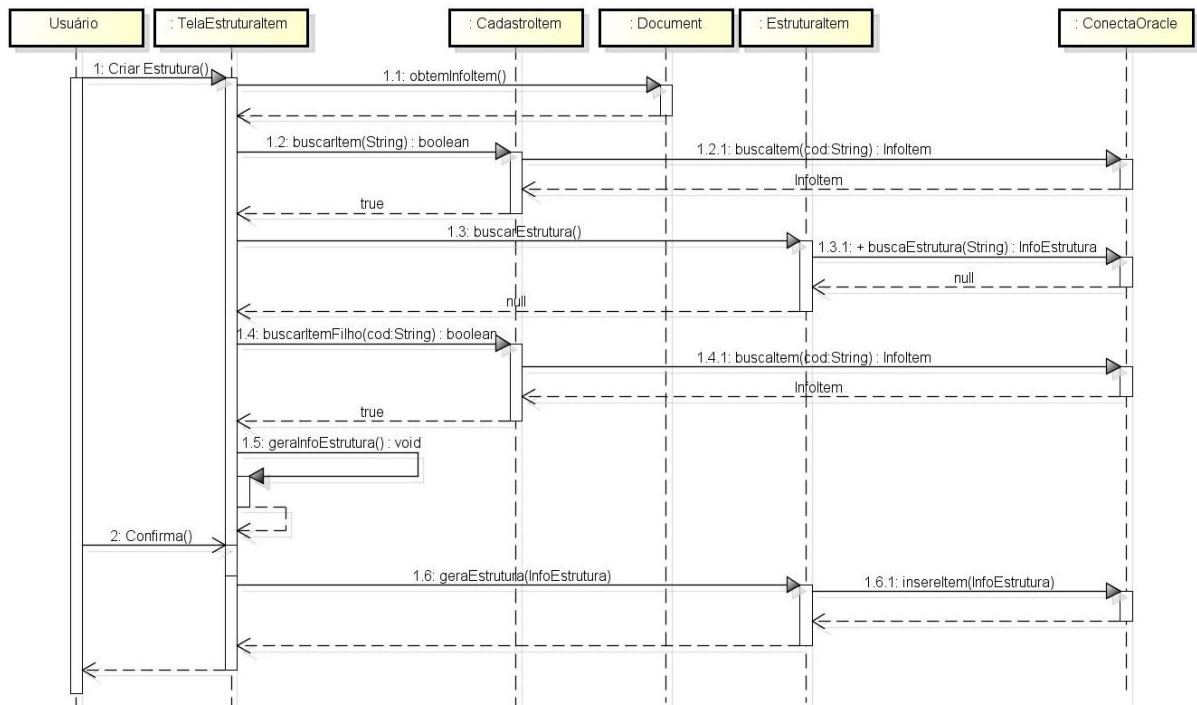 Usuário
: TelaEstruturaItem
: CadastroItem
: Document
: EstruturaItem
: ConectaOracle
1: Criar Estrutura()
1.1: obtemInfoItem()
1.2: buscarItem(String) : boolean
1.2.1: buscaItem(cod:String) : InfoItem
InfoItem
true
1.3: buscarEstrutura()
1.3.1: + buscaEstrutura(String) : InfoEstrutura
null
null
1.4: buscarItemFilho(cod:String) : boolean
1.4.1: buscaItem(cod:String) : InfoItem
InfoItem
true
1.5: geraInfoEstrutura() : void
2: Confirma()
1.6: geraEstrutura(InfoEstrutura)
1.6.1: insereItem(InfoEstrutura)